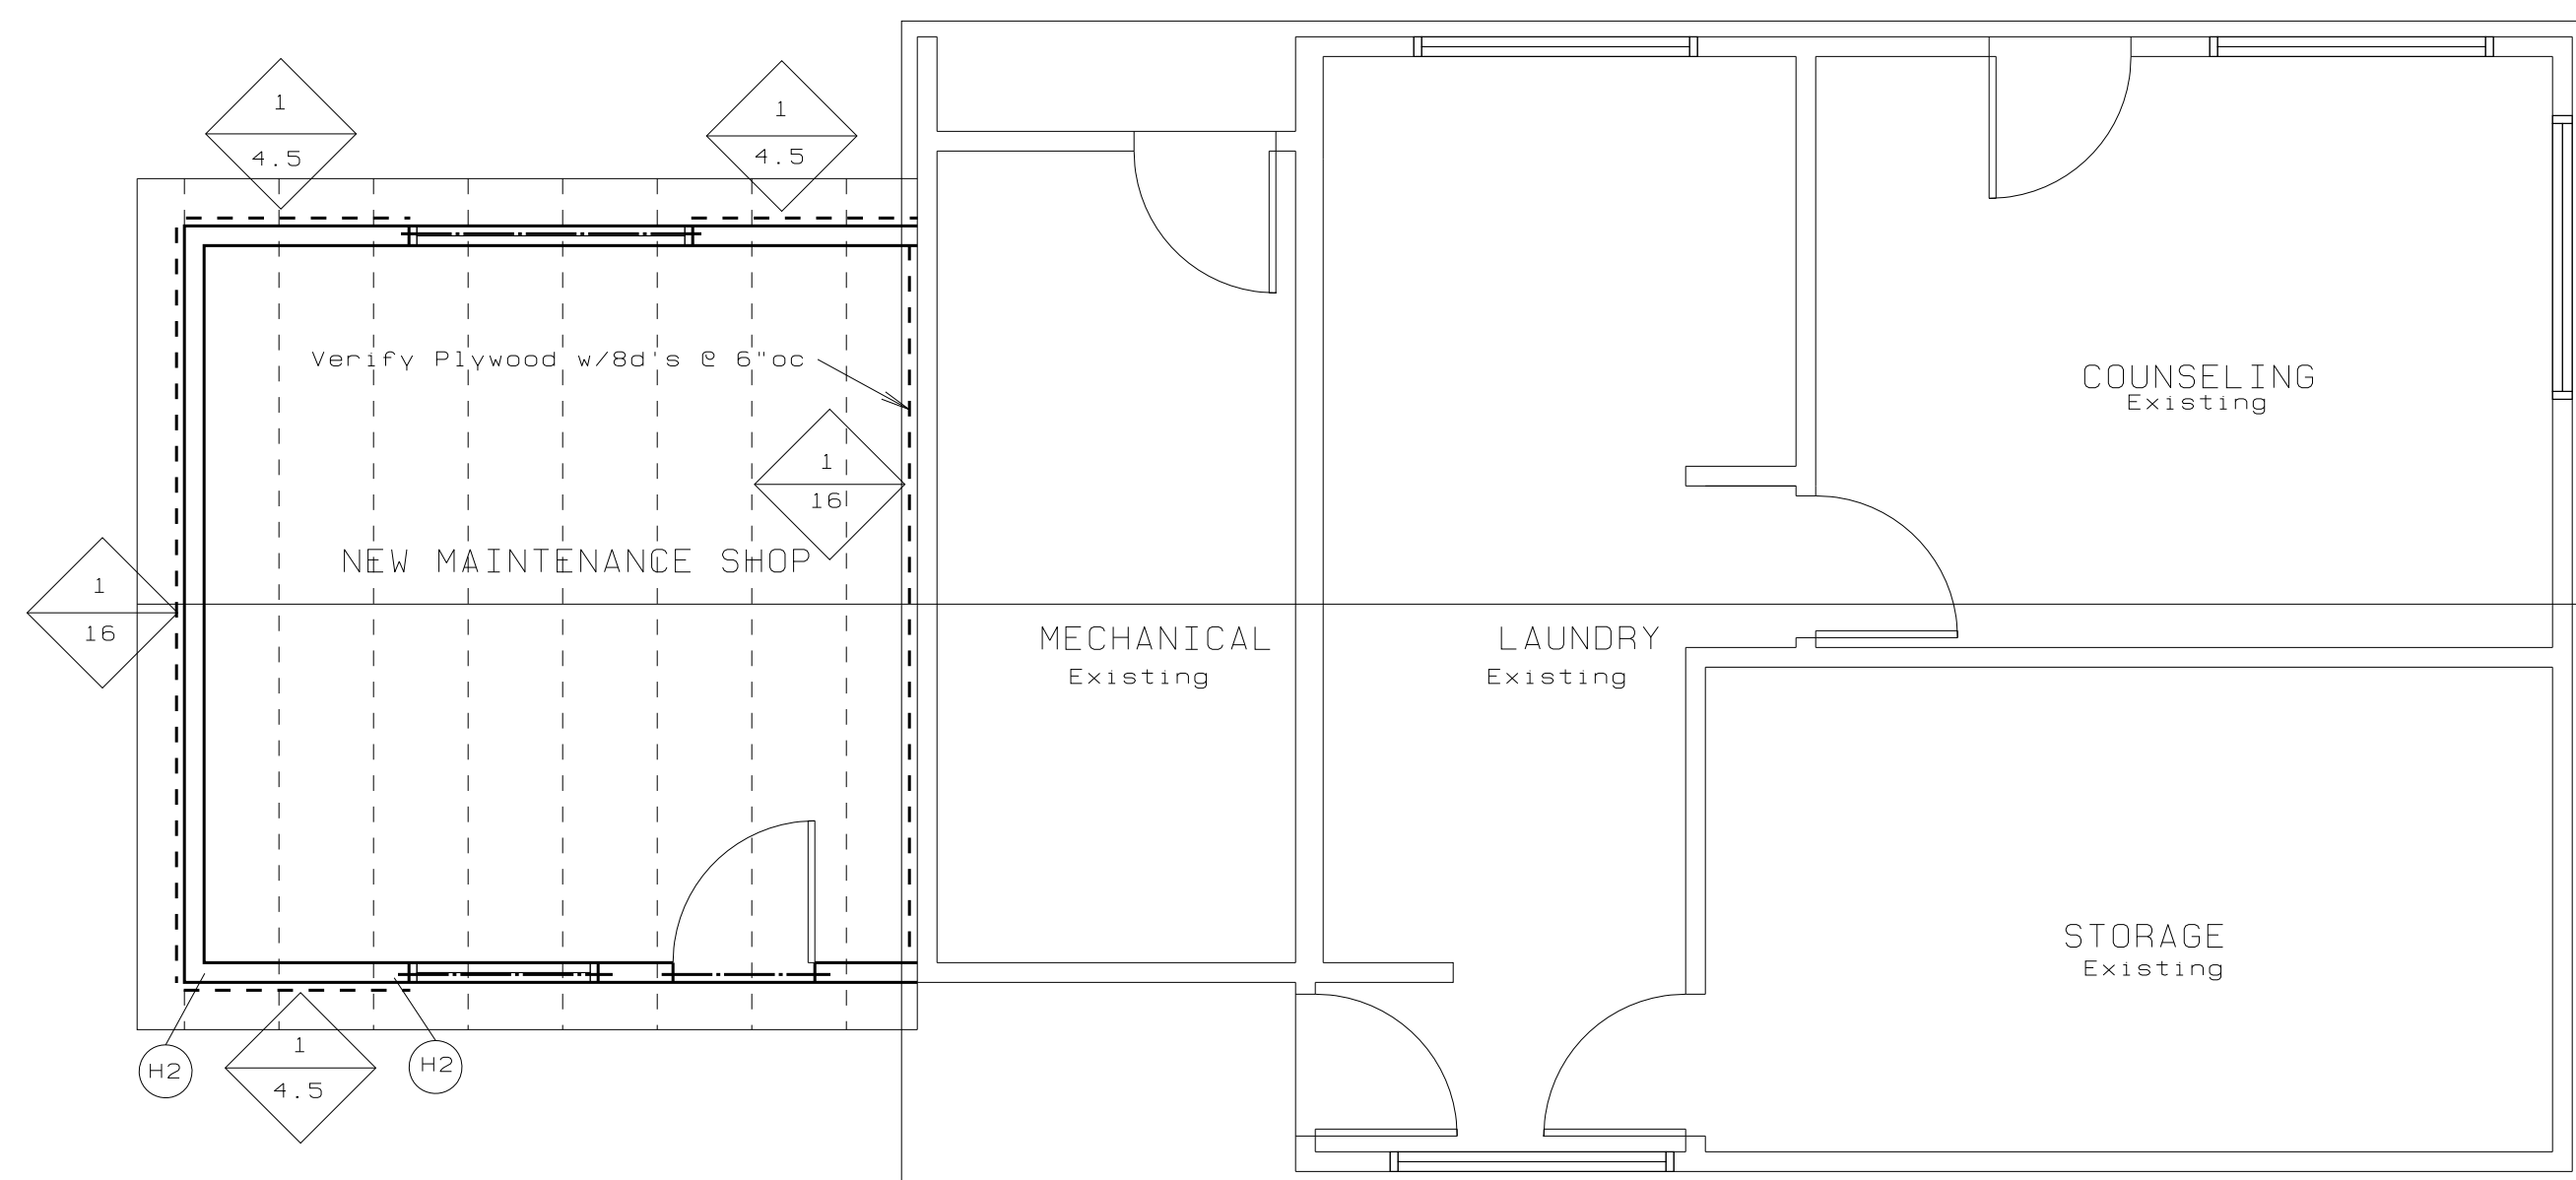 1
4.5
1
4.5
Verify Plywood w/8d's @ 6"oc
COUNSELING
Existing
1
16
NEW MAINTENANCE SHOP
1
16
MECHANICAL
Existing
LAUNDRY
Existing
STORAGE
Existing
H2
1
4.5
H2